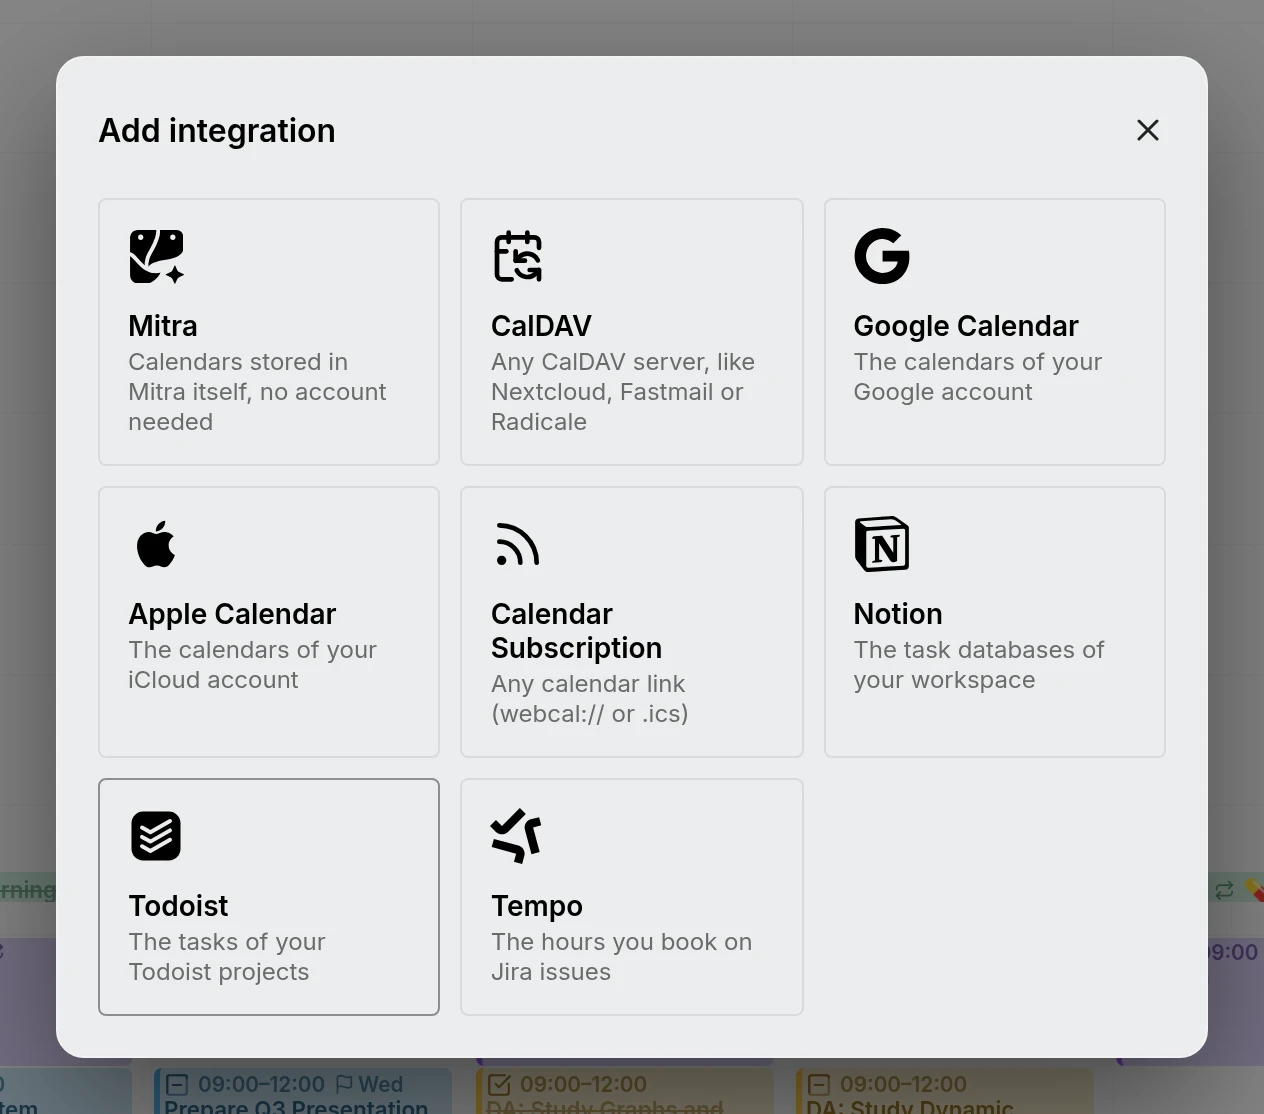 Add integration
Mitra
Calendars stored in
Mitra itself, no account
needed
CalDAV
Any CalDAV server, like
Nextcloud, Fastmail or
Radicale
Google Calendar
The calendars of your
Google account
Apple Calendar
The calendars of your
iCloud account
Calendar
Subscription
Any calendar link
(webcal:// or .ics)
Notion
The task databases of
your workspace
Todoist
The tasks of your
Todoist projects
Tempo
The hours you book on
Jira issues
09:00
09:00–12:00 Wed
Prepare Q3 Presentation
09:00–12:00
DA: Study Graphs and
09:00–12:00
DA: Study Dynamic